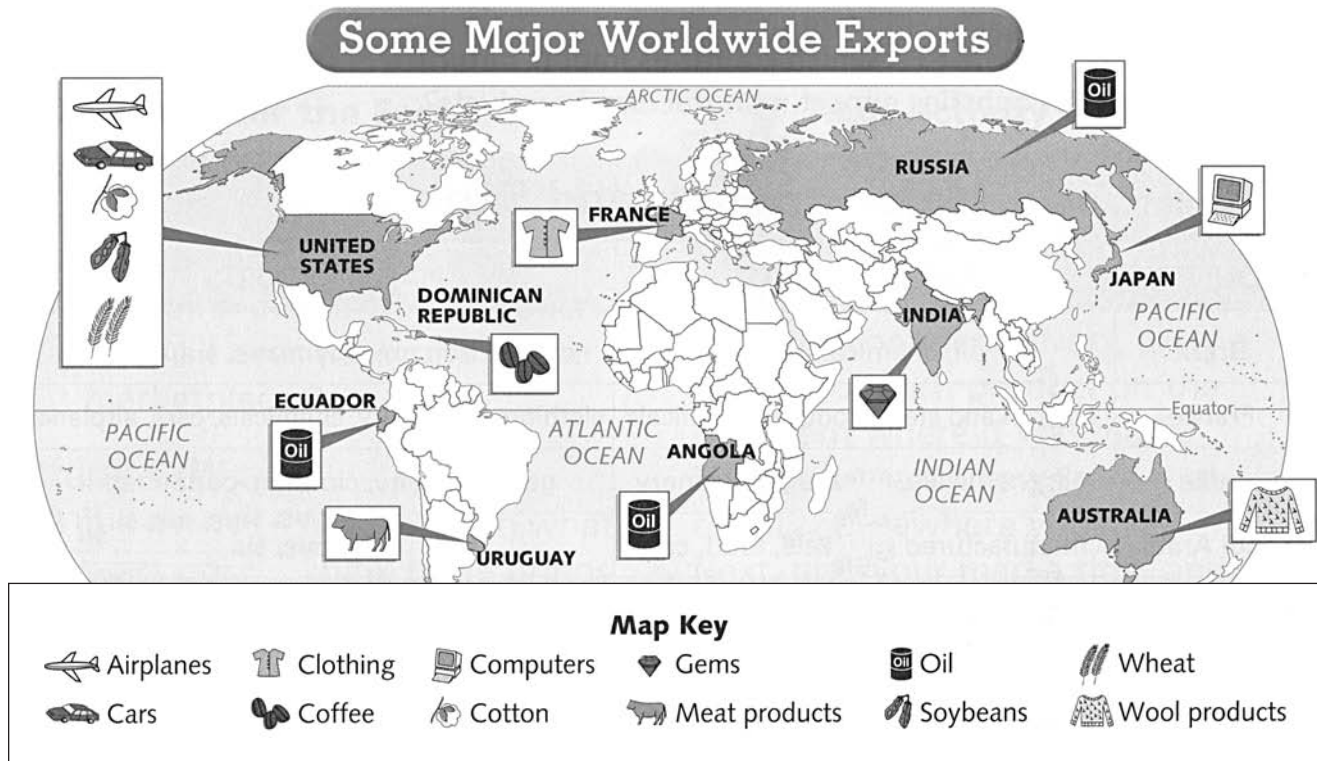 Some Major Worldwide Exports
ARCTIC OCEAN
Oil
RUSSIA
FRANCE
UNITED
STATES
JAPAN
DOMINICAN
REPUBLIC
INDIA
PACIFIC
OCEAN
ECUADOR
Equator
PACIFIC
OCEAN
Oil
ATLANTIC
OCEAN
ANGOLA
INDIAN
OCEAN
Oil
AUSTRALIA
URUGUAY
Map Key
Airplanes Clothing Computers Gems Oil Oil Wheat
Cars Coffee Cotton Meat products Soybeans Wool products